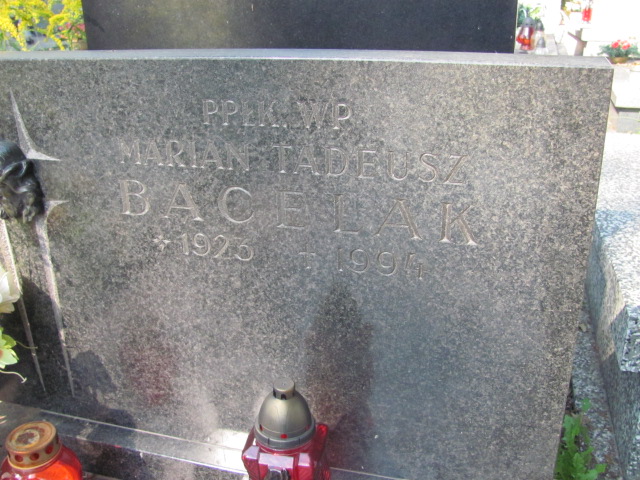 PPŁK. WP
MARIAN TADEUSZ
BACELAK
* 1923 + 1994